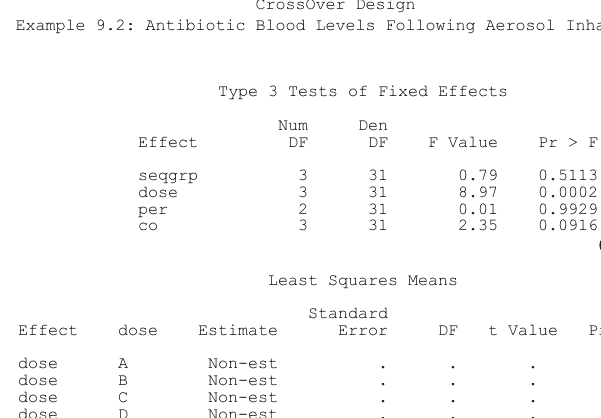 CrossOver Design
Example 9.2: Antibiotic Blood Levels Following Aerosol Inha
Type 3 Tests of Fixed Effects
Num Den
Effect DF DF F Value Pr > F
seqgrp 3 31 0.79 0.5113
dose 3 31 8.97 0.0002
per 2 31 0.01 0.9929
co 3 31 2.35 0.0916
Least Squares Means
Standard
Effect dose Estimate Error DF t Value
dose A Non-est . . .
dose B Non-est . . .
dose C Non-est . . .
dose D Non-est . . .